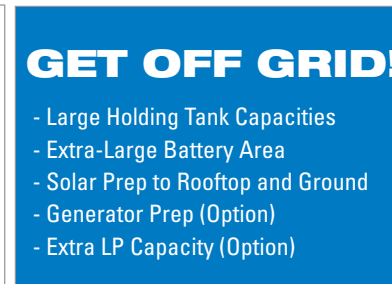 GET OFF GRID!
- Large Holding Tank Capacities
- Extra-Large Battery Area
- Solar Prep to Rooftop and Ground
- Generator Prep (Option)
- Extra LP Capacity (Option)